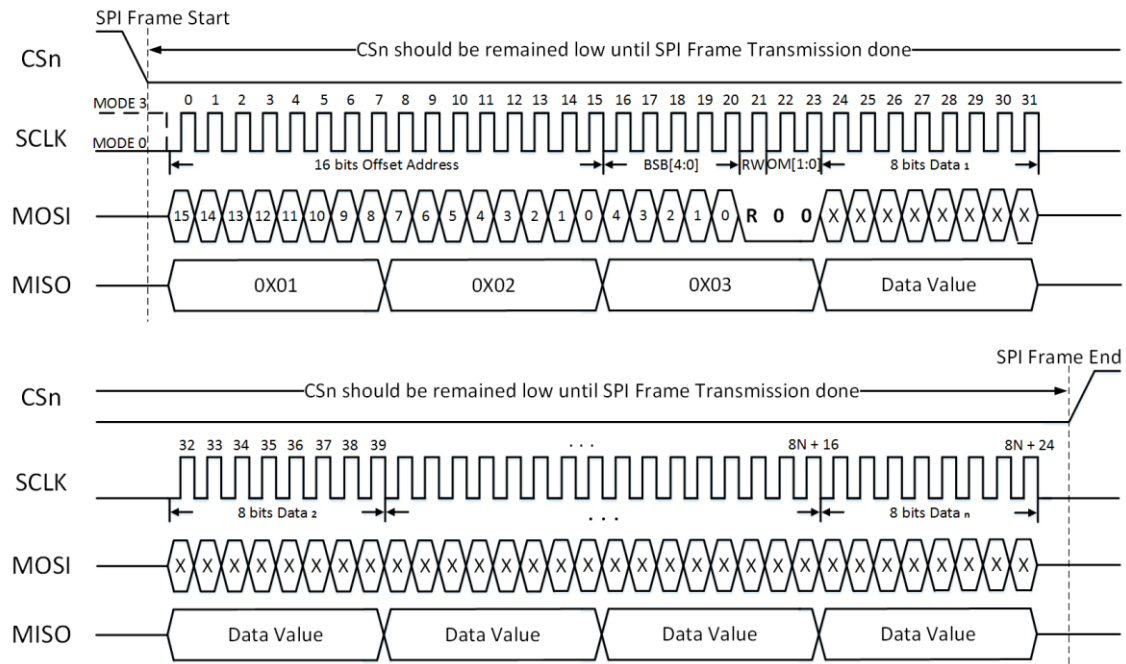 SPI Frame Start
CSn
CSn should be remained low until SPI Frame Transmission done
MODE 3
0 1 2 3 4 5 6 7 8 9 10 11 12 13 14 15 16 17 18 19 20 21 22 23 24 25 26 27 28 29 30 31
SCLK
MODE 0
16 bits Offset Address BSB[4:0] RW OM[1:0] 8 bits Data 1
MOSI 15 14 13 12 11 10 9 8 7 6 5 4 3 2 1 0 4 3 2 1 0 R 0 0 X X X X X X X X
MISO 0X01 0X02 0X03 Data Value
SPI Frame End
CSn
CSn should be remained low until SPI Frame Transmission done
32 33 34 35 36 37 38 39 . . . 8N + 16 8N + 24
SCLK
8 bits Data 2 . . . 8 bits Data n
MOSI X X X X X X X X X X X X X X X X X X X X X X X X X X X X X X X X
MISO Data Value Data Value Data Value Data Value